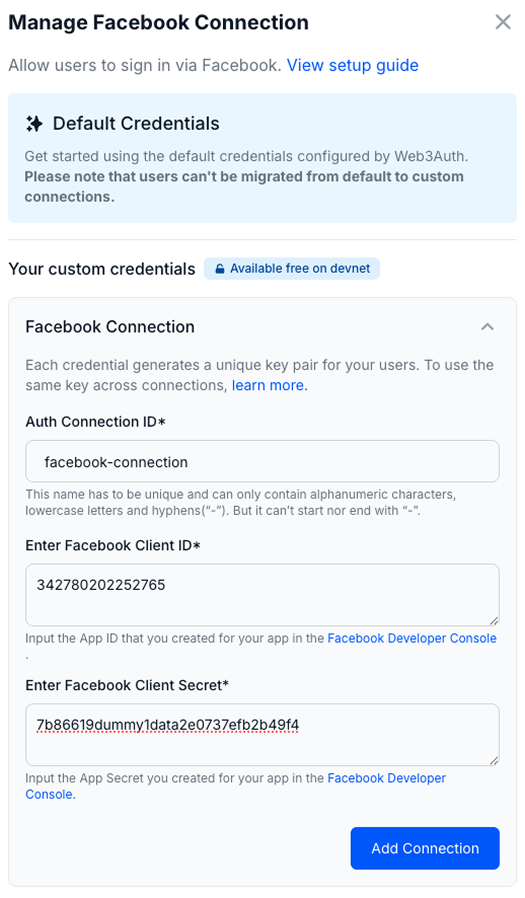 Manage Facebook Connection
Allow users to sign in via Facebook. View setup guide
Default Credentials
Get started using the default credentials configured by Web3Auth.
Please note that users can't be migrated from default to custom
connections.
Your custom credentials Available free on devnet
Facebook Connection
Each credential generates a unique key pair for your users. To use the
same key across connections, learn more.
Auth Connection ID*
facebook-connection
This name has to be unique and can only contain alphanumeric characters,
lowercase letters and hyphens(“-”). But it can’t start nor end with “-”.
Enter Facebook Client ID*
342780202252765
Input the App ID that you created for your app in the Facebook Developer Console
.
Enter Facebook Client Secret*
7b86619dummy1data2e0737efb2b49f4
Input the App Secret you created for your app in the Facebook Developer
Console.
Add Connection